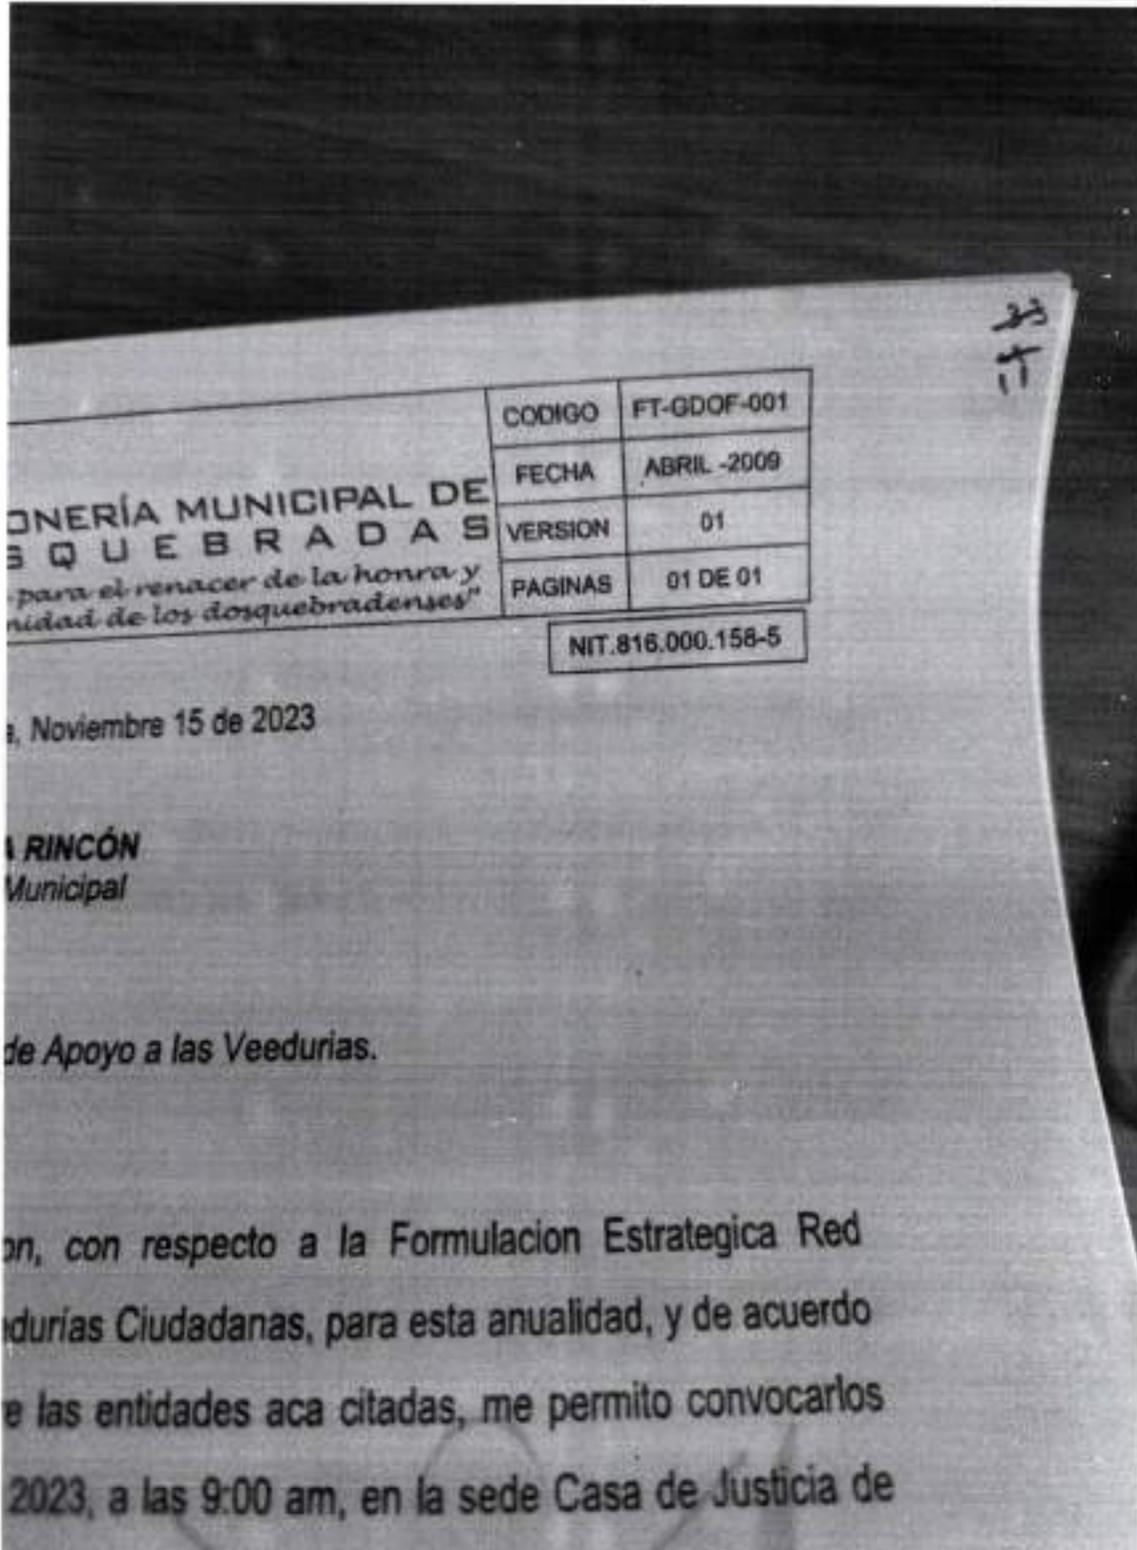 33
11
CODIGO FT-GDOF-001
FECHA ABRIL -2009
ONERÍA MUNICIPAL DE
SQUEBRADAS
VERSION 01
para el renacer de la honra y
nidad de los dosquebradenses"
PAGINAS 01 DE 01
NIT.816.000.158-5
, Noviembre 15 de 2023
RINCÓN
Municipal
de Apoyo a las Veedurias.
on, con respecto a la Formulacion Estrategica Red
durías Ciudadanas, para esta anualidad, y de acuerdo
e las entidades aca citadas, me permito convocarlos
2023, a las 9:00 am, en la sede Casa de Justicia de